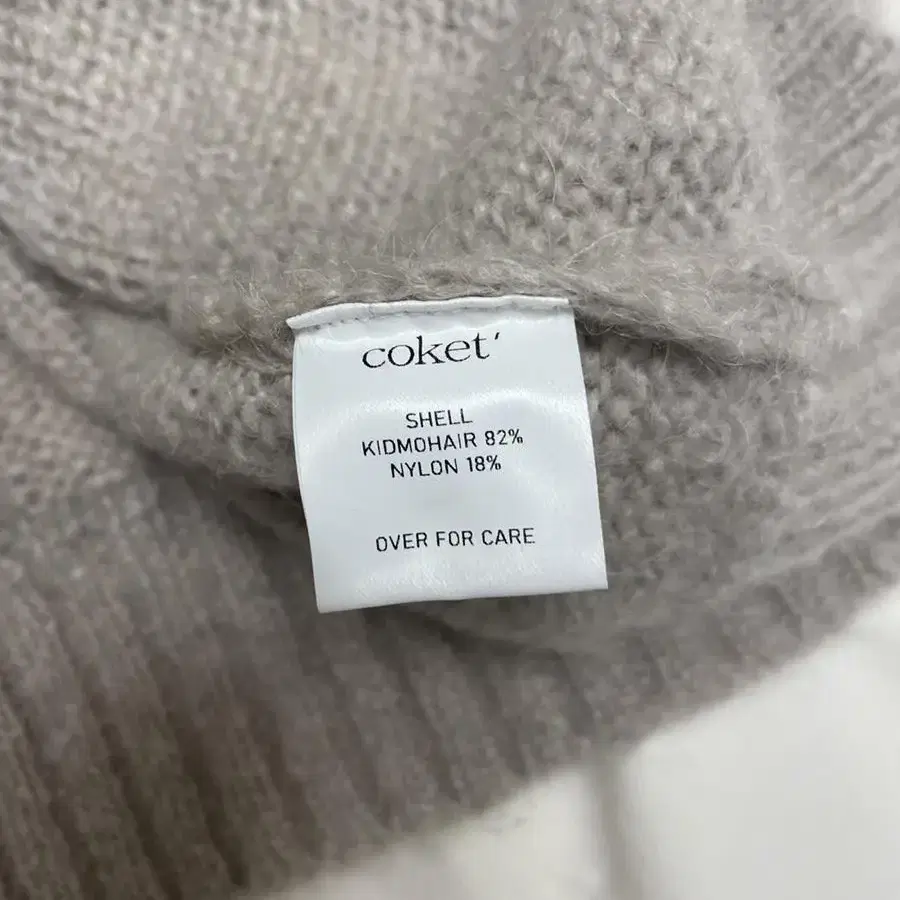 coket′
SHELL
KIDMOHAIR 82%
NYLON 18%
OVER FOR CARE